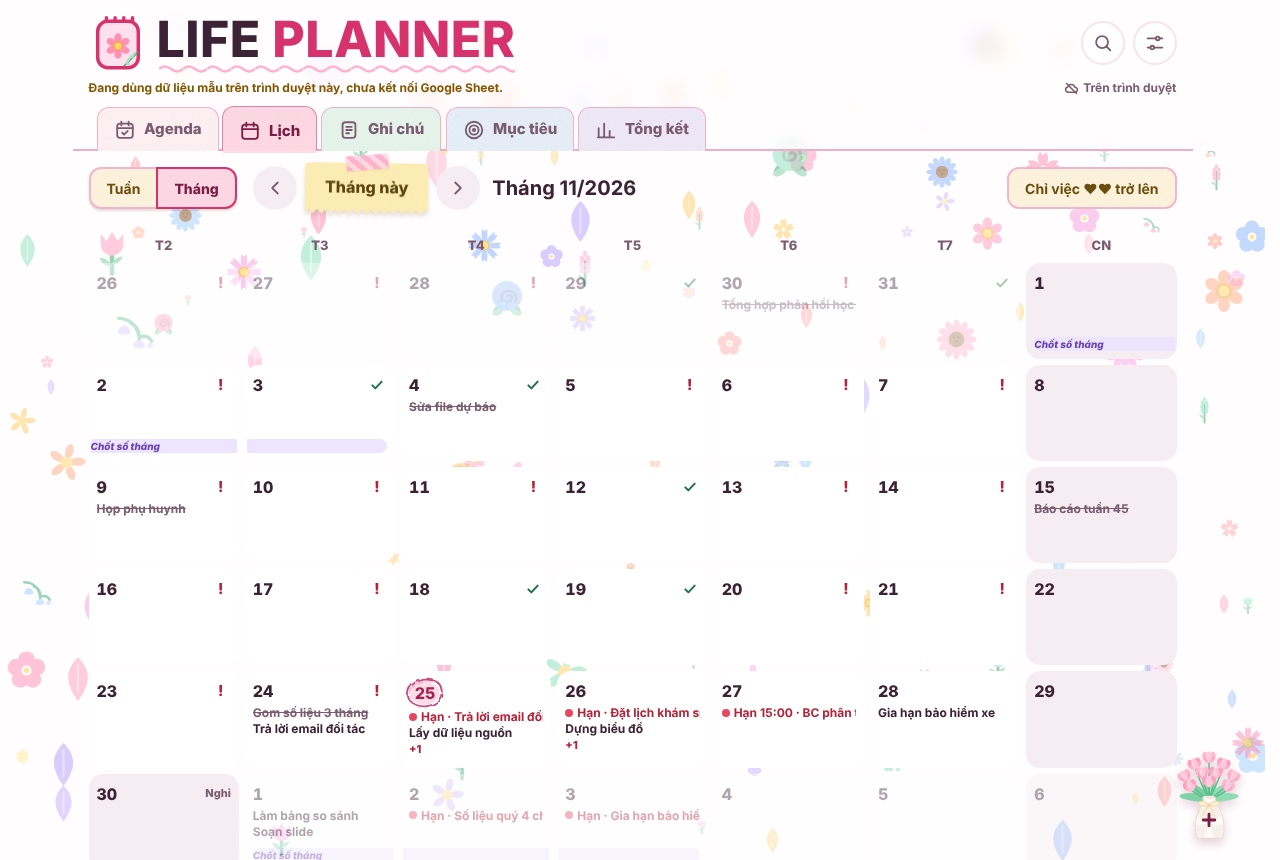 LIFE PLANNER
Đang dùng dữ liệu mẫu trên trình duyệt này, chưa kết nối Google Sheet.
Trên trình duyệt
Agenda
Lịch
Ghi chú
Mục tiêu
Tổng kết
Tuần
Tháng
Tháng này
Tháng 11/2026
Chỉ việc ♥♥ trở lên
T2 T3 T4 T5 T6 T7 CN
26 ! 27 ! 28 ! 29 ✓ 30 ! 31 ✓ 1
Tổng hợp phản hồi học
Chốt số tháng
2 ! 3 ✓ 4 ✓ 5 ! 6 ! 7 ! 8
Sửa file dự báo
Chốt số tháng
9 ! 10 ! 11 ! 12 ✓ 13 ! 14 ! 15
Họp phụ huynh
Báo cáo tuần 45
16 ! 17 ! 18 ✓ 19 ✓ 20 ! 21 ! 22
23 ! 24 ! 25 26 27 28 29
Gom số liệu 3 tháng
Trả lời email đối tác
Hạn · Trả lời email đối
Lấy dữ liệu nguồn
+1
Hạn · Đặt lịch khám s
Dựng biểu đồ
+1
Hạn 15:00 · BC phân t
Gia hạn bảo hiểm xe
30 Nghỉ 1 2 3 4 5 6
Làm bảng so sánh
Soạn slide
Chốt số tháng
Hạn · Số liệu quý 4 ch
Hạn · Gia hạn bảo hiể
+